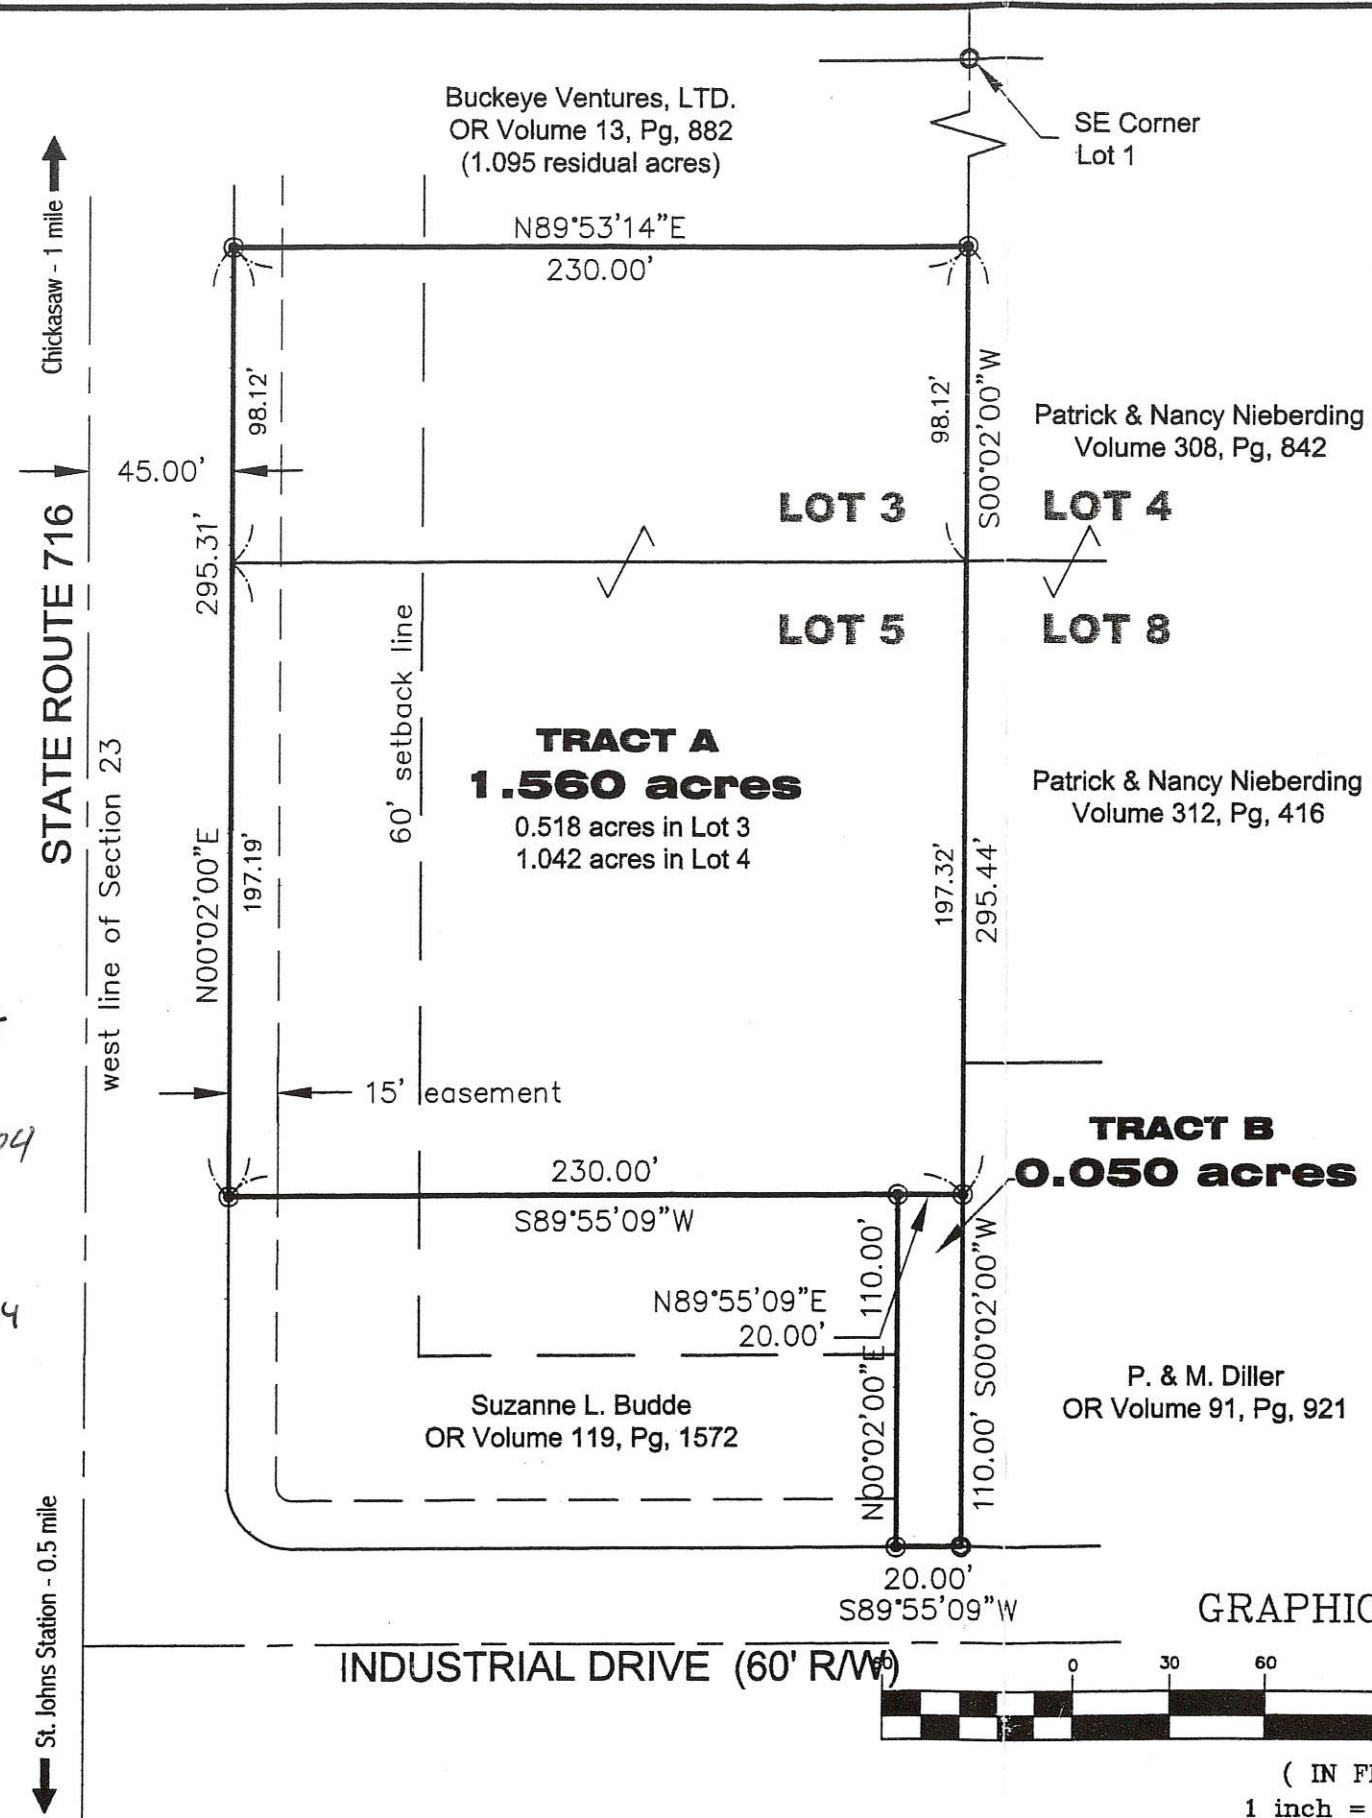 Buckeye Ventures, LTD.
OR Volume 13, Pg, 882
(1.095 residual acres)
SE Corner
Lot 1
Chickasaw - 1 mile
N89°53'14"E
230.00'
98.12'
98.12'
S00°02'00"W
Patrick & Nancy Nieberding
Volume 308, Pg, 842
45.00'
STATE ROUTE 716
295.31'
LOT 3
LOT 4
LOT 5
LOT 8
60' setback line
west line of Section 23
TRACT A
1.560 acres
0.518 acres in Lot 3
1.042 acres in Lot 4
Patrick & Nancy Nieberding
Volume 312, Pg, 416
N00°02'00"E
197.19'
197.32'
295.44'
15' easement
TRACT B
0.050 acres
04
230.00'
S89°55'09"W
N89°55'09"E
20.00'
110.00'
N00°02'00"E
110.00' S00°02'00"W
4
Suzanne L. Budde
OR Volume 119, Pg, 1572
P. & M. Diller
OR Volume 91, Pg, 921
20.00'
S89°55'09"W
St. Johns Station - 0.5 mile
INDUSTRIAL DRIVE (60' R/W)
GRAPHIC
0 30 60
( IN
1 inch =